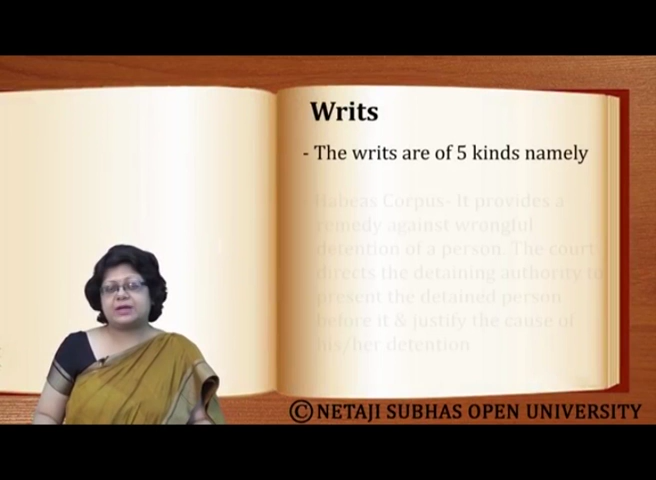 Writs
- The writs are of 5 kinds namely
Habeas Corpus- It provides a
remedy against wrongful
detention of a person. The court
directs the detaining authority to
present the detained person
before it & justify the cause of
his/her detention
© NETAJI SUBHAS OPEN UNIVERSITY